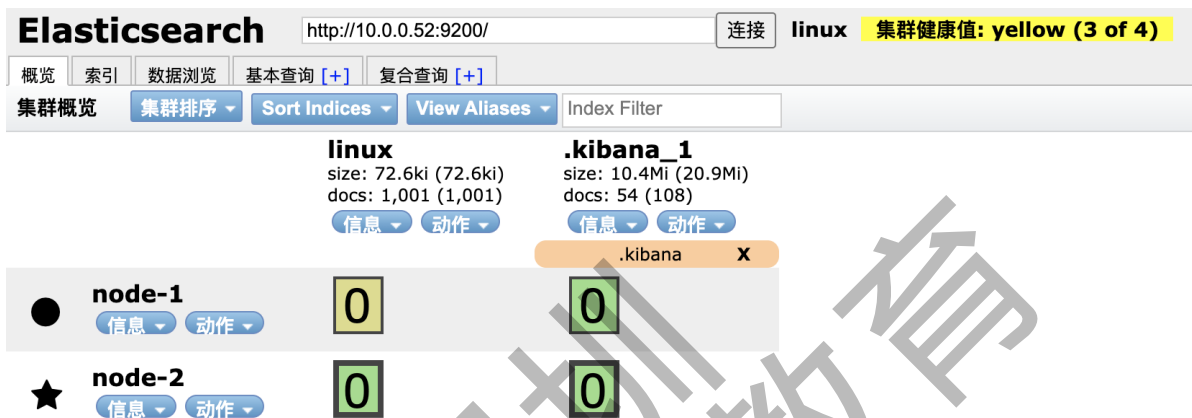 Elasticsearch http://10.0.0.52:9200/ 连接 linux 集群健康值: yellow (3 of 4)
概览 索引 数据浏览 基本查询 [+] 复合查询 [+]
集群概览 集群排序 Sort Indices View Aliases Index Filter
linux .kibana_1
size: 72.6ki (72.6ki) size: 10.4Mi (20.9Mi)
docs: 1,001 (1,001) docs: 54 (108)
信息 动作 信息 动作
.kibana X
node-1 0 0
信息 动作
node-2 0 0
信息 动作
圳
教育